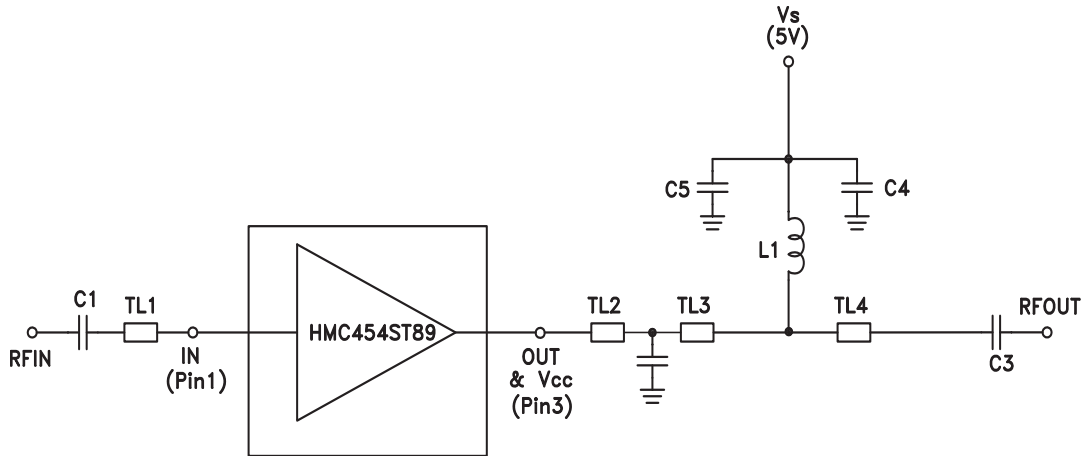 Vs
(5V)
C5
C4
L1
C1
TL1
HMC454ST89
TL2
TL3
TL4
RFOUT
RFIN
IN
(Pin1)
OUT
& Vcc
(Pin3)
C3